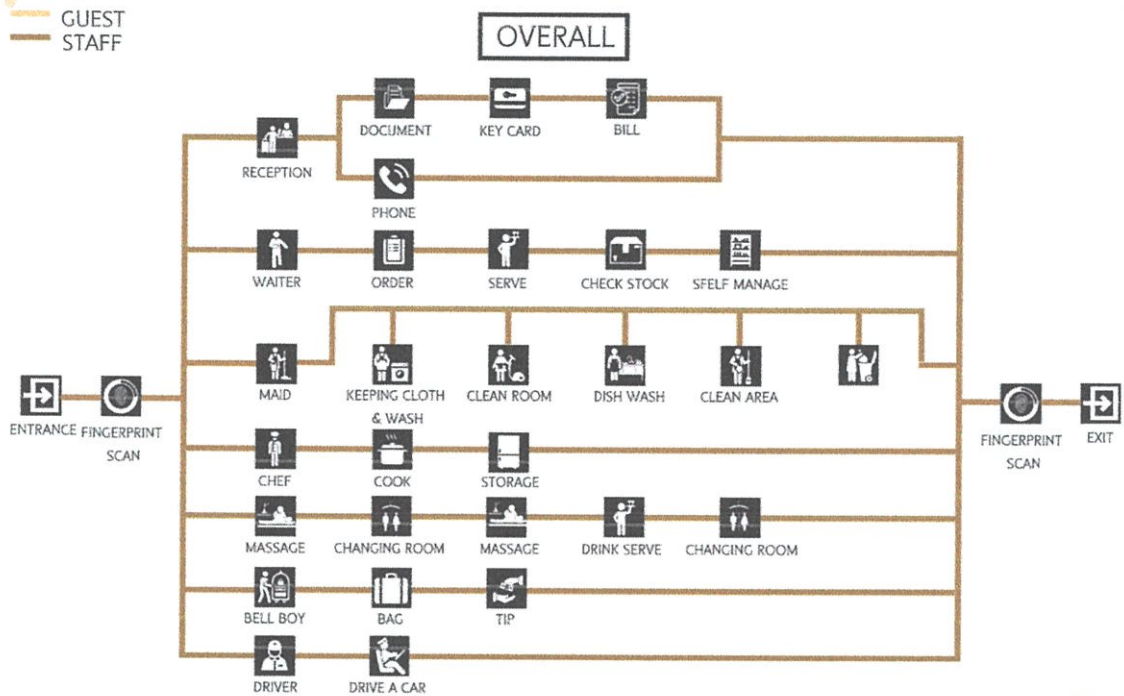 GUEST
STAFF
OVERALL
DOCUMENT
KEY CARD
BILL
RECEPTION
PHONE
WAITER
ORDER
SERVE
CHECK STOCK
SFELF MANAGE
MAID
KEEPING CLOTH
& WASH
CLEAN ROOM
DISH WASH
CLEAN AREA
ENTRANCE
FINGERPRINT
SCAN
FINGERPRINT
SCAN
EXIT
CHEF
COOK
STORAGE
MASSAGE
CHANGING ROOM
MASSAGE
DRINK SERVE
CHANGING ROOM
BELL BOY
BAG
TIP
DRIVER
DRIVE A CAR